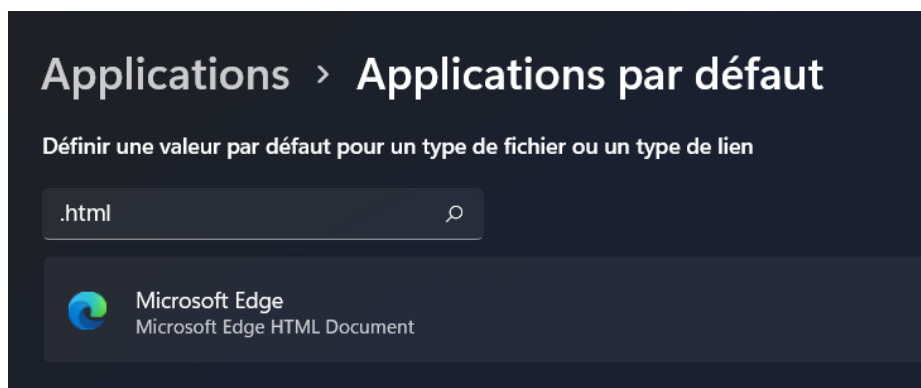 Applications > Applications par défaut
Définir une valeur par défaut pour un type de fichier ou un type de lien
.html
Microsoft Edge
Microsoft Edge HTML Document